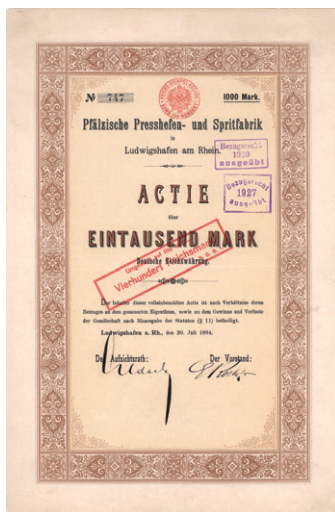 № 747 1000 Mark.
Pfälzische Presshefen- und Spritfabrik
in
Ludwigshafen am Rhein.
Bezugsrecht
1920
ausgeübt
Bezugsrecht
1927
ausgeübt
ACTIE
über
EINTAUSEND MARK
Deutsche Reichswährung.
Umgestellt auf
Vierhundert Reichsmark
Der Inhaber dieser volleinbezahlten Actie ist nach Verhältniss deren
Betrages an dem gesammten Eigenthum, sowie an dem Gewinne und Verluste
der Gesellschaft nach Massgabe der Statuten (§ 11) betheiligt.
Ludwigshafen a. Rh., den 20. Juli 1894.
Der Aufsichtsrath: Der Vorstand: